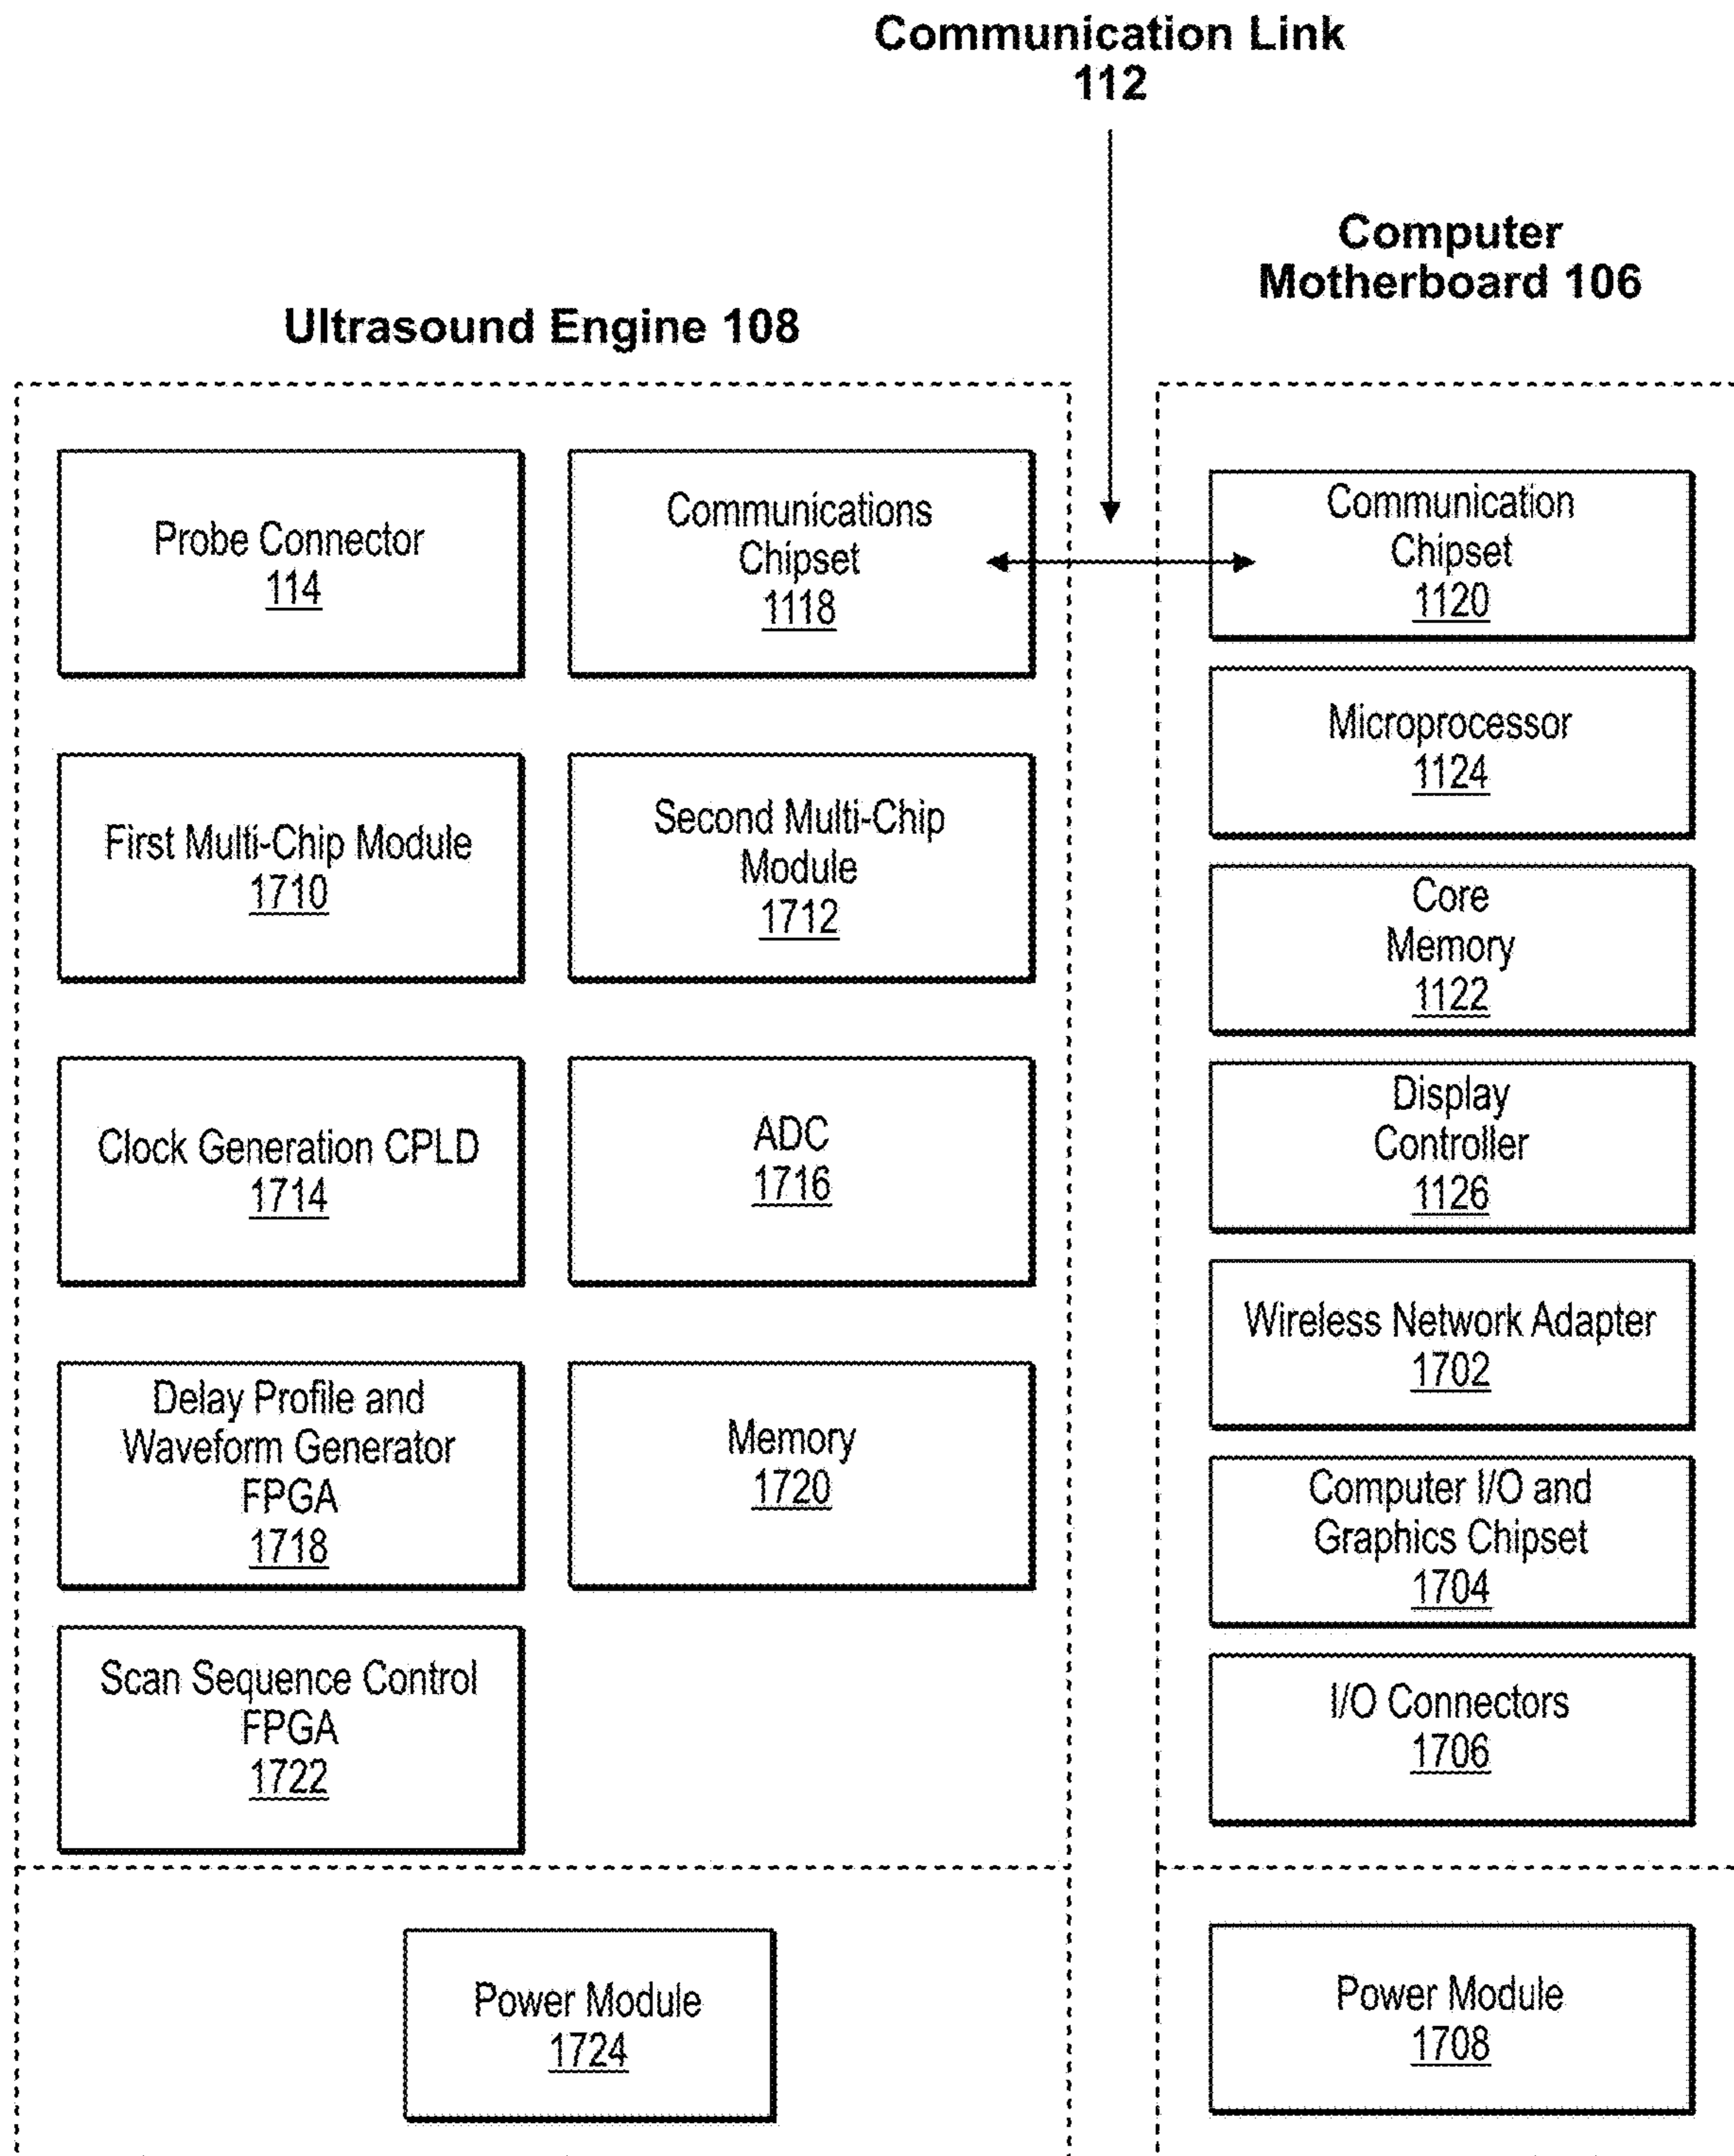 Communication Link
112
Computer
Motherboard 106
Ultrasound Engine 108
Probe Connector
114
Communications
Chipset
1118
First Multi-Chip Module
1710
Second Multi-Chip
Module
1712
Clock Generation CPLD
1714
ADC
1716
Delay Profile and
Waveform Generator
FPGA
1718
Memory
1720
Scan Sequence Control
FPGA
1722
Power Module
1724
Communication
Chipset
1120
Microprocessor
1124
Core
Memory
1122
Display
Controller
1126
Wireless Network Adapter
1702
Computer I/O and
Graphics Chipset
1704
I/O Connectors
1706
Power Module
1708